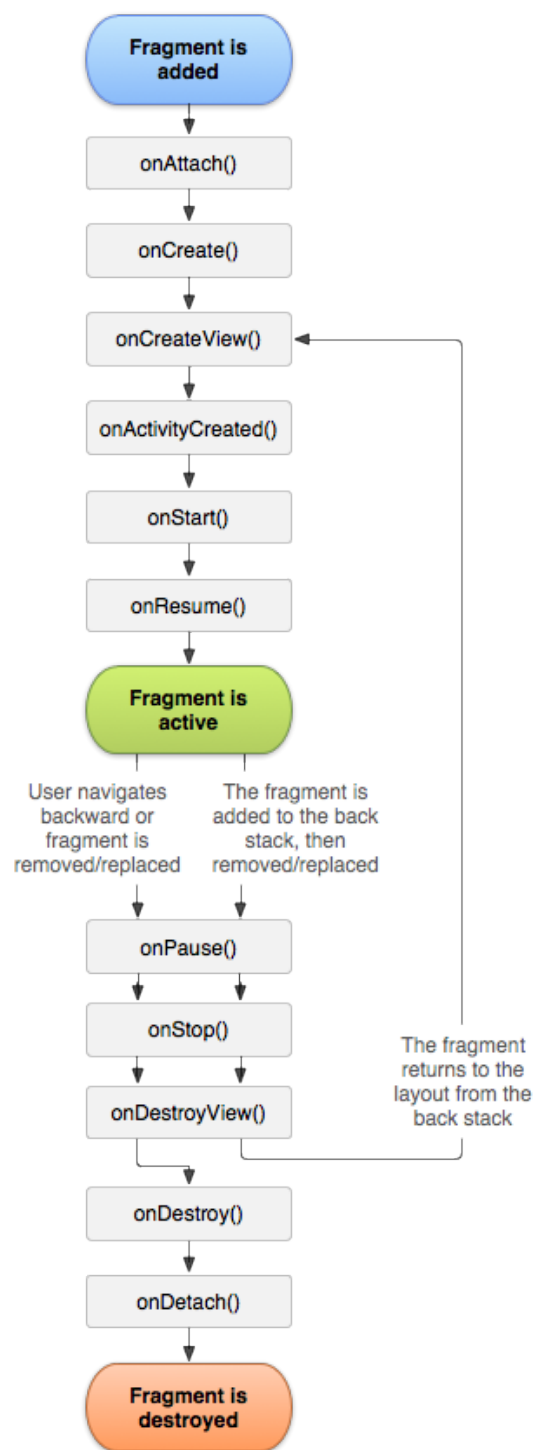 Fragment is
added
onAttach()
onCreate()
onCreateView()
onActivityCreated()
onStart()
onResume()
Fragment is
active
User navigates
backward or
fragment is
removed/replaced
The fragment is
added to the back
stack, then
removed/replaced
onPause()
onStop()
onDestroyView()
The fragment
returns to the
layout from the
back stack
onDestroy()
onDetach()
Fragment is
destroyed